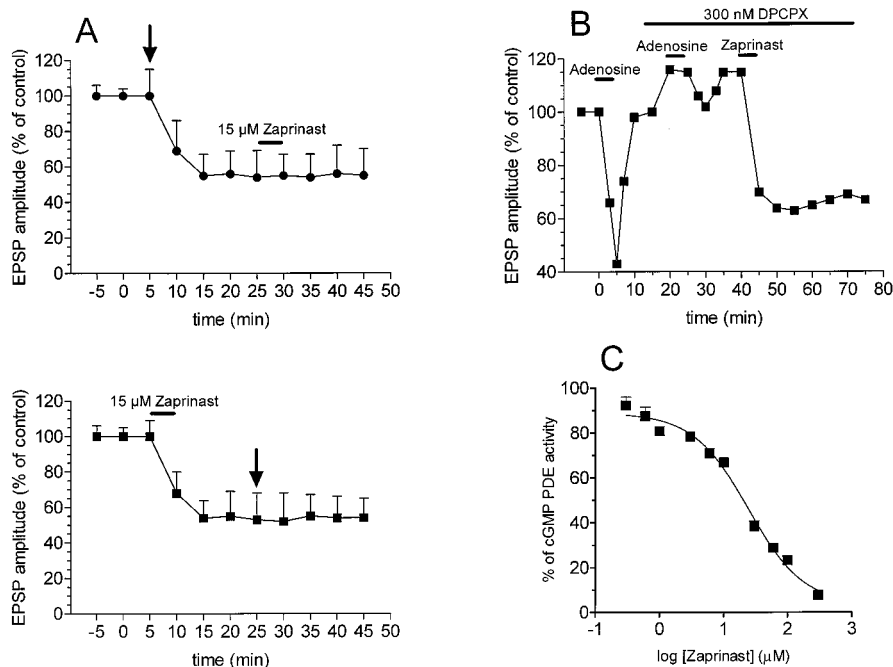 A
EPSP amplitude (% of control)
120
100
80
60
40
20
0
15 µM Zaprinast
-5 0 5 10 15 20 25 30 35 40 45 50
time (min)
B
300 nM DPCPX
Adenosine
Adenosine
Zaprinast
EPSP amplitude (% of control)
120
100
80
60
40
0 10 20 30 40 50 60 70 80
time (min)
EPSP amplitude (% of control)
120
100
80
60
40
20
0
15 µM Zaprinast
-5 0 5 10 15 20 25 30 35 40 45 50
time (min)
C
% of cGMP PDE activity
100
80
60
40
20
0
-1 0 1 2 3
log [Zaprinast] (µM)